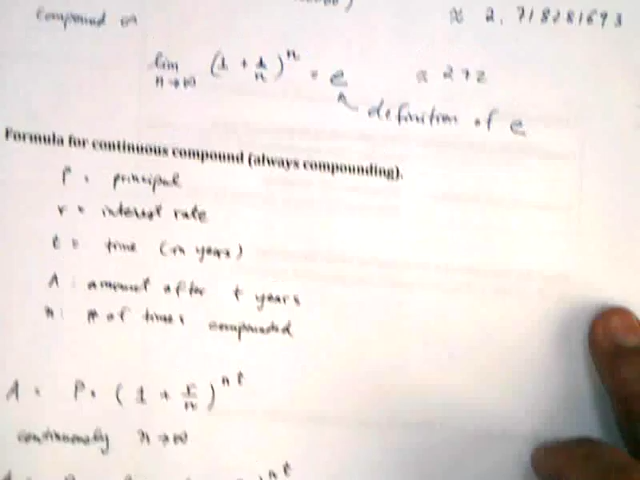 ≈ 2.718281693
compound
lim n→∞ (1 + 1/n)^n = e ≈ 2.72
definition of e
Formula for continuous compound (always compounding).
P = principal
r = interest rate
t = time (in years)
A : amount after t years
n : # of times compounded
A = P · (1 + r/n)^nt
continuously n→∞
nt